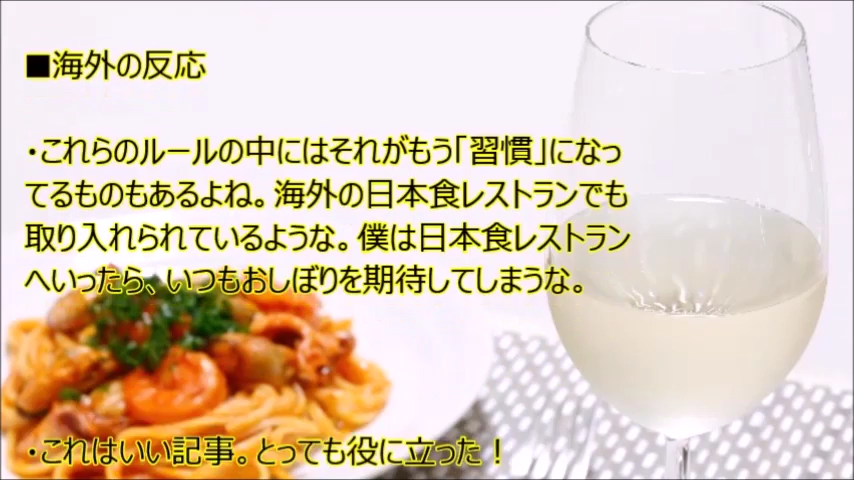 ■海外の反応
・これらのルールの中にはそれがもう「習慣」になっ
てるものもあるよね。海外の日本食レストランでも
取り入れられているような。僕は日本食レストラン
へいったら、いつもおしぼりを期待してしまうな。
・これはいい記事。とっても役に立った！